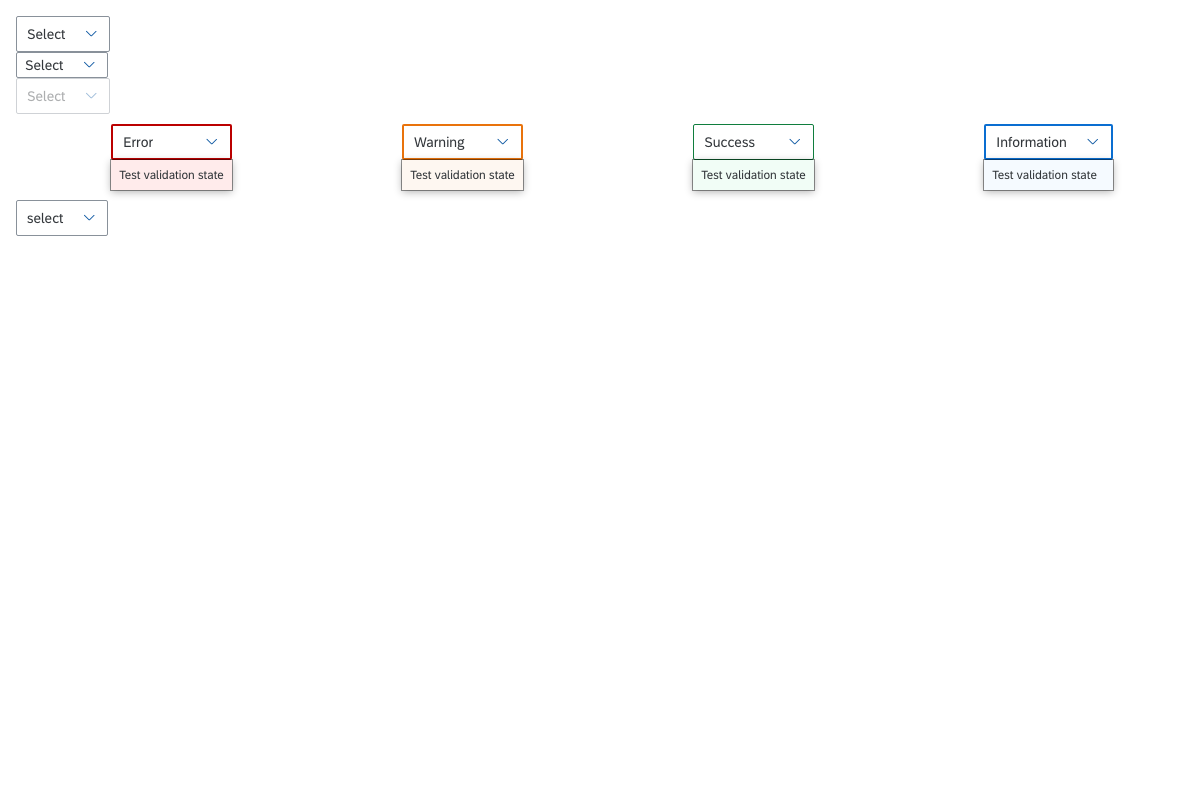 Select
Select
Select
Error Warning Success Information
Test validation state Test validation state Test validation state Test validation state
select